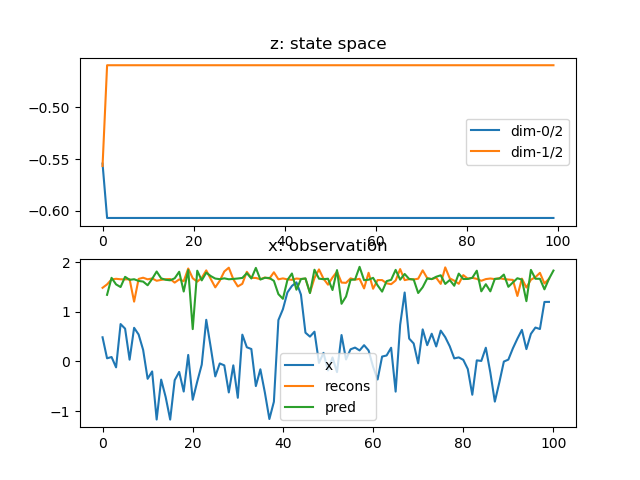 z: state space
−0.50
−0.55
−0.60
dim-0/2
dim-1/2
0
20
40
60
80
100
x: observation
2
1
0
−1
x
recons
pred
0
20
40
60
80
100